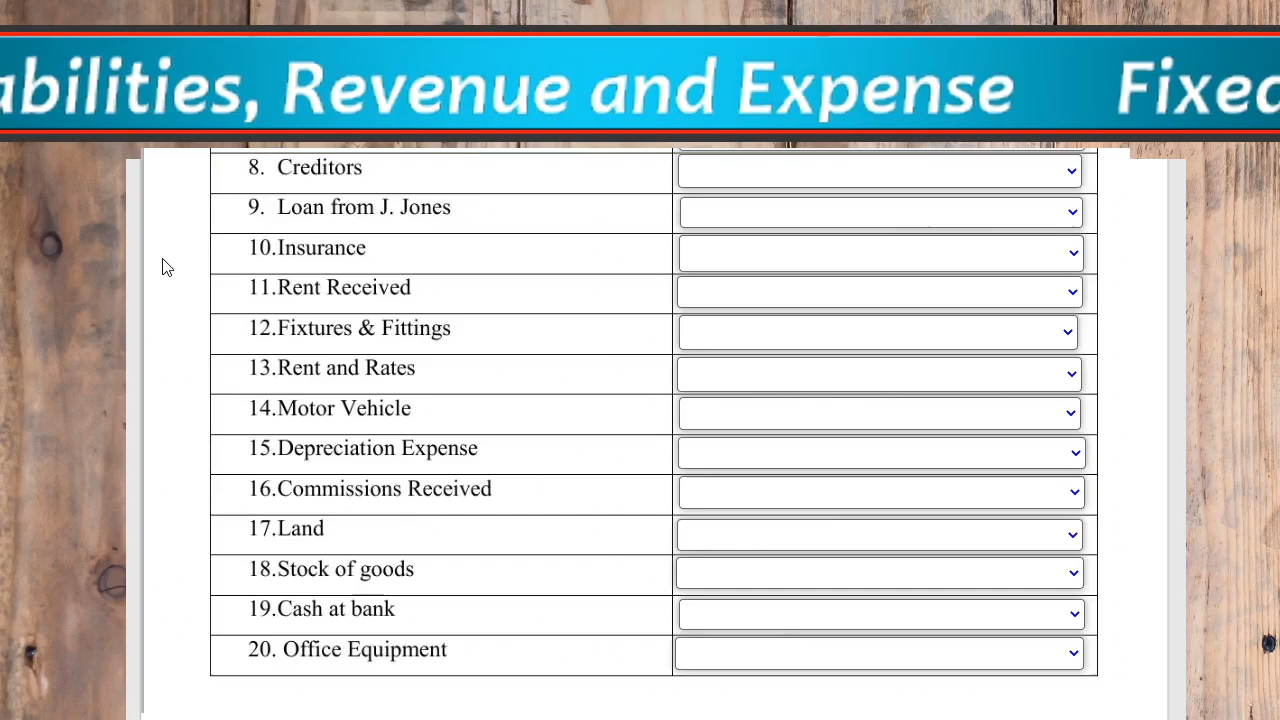 abilities, Revenue and Expense Fixed
8. Creditors
9. Loan from J. Jones
10.Insurance
11.Rent Received
12.Fixtures & Fittings
13.Rent and Rates
14.Motor Vehicle
15.Depreciation Expense
16.Commissions Received
17.Land
18.Stock of goods
19.Cash at bank
20. Office Equipment